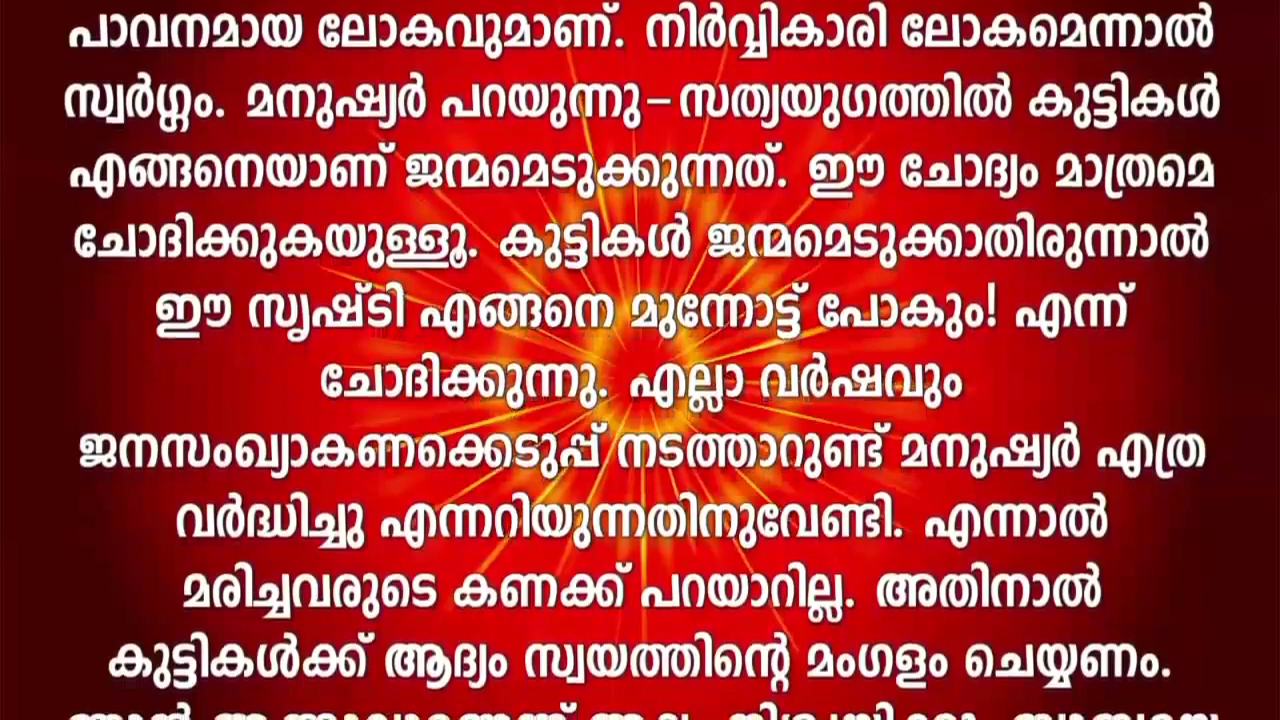 പാവനമായ ലോകവുമാണ്. നിർവ്വികാരി ലോകമെന്നാൽ
സ്വർഗ്ഗം. മനുഷ്യർ പറയുന്നു-സത്യയുഗത്തിൽ കുട്ടികൾ
എങ്ങനെയാണ് ജന്മമെടുക്കുന്നത്. ഈ ചോദ്യം മാത്രമെ
ചോദിക്കുകയുള്ളൂ. കുട്ടികൾ ജന്മമെടുക്കാതിരുന്നാൽ
ഈ സൃഷ്ടി എങ്ങനെ മുന്നോട്ട് പോകും! എന്ന്
ചോദിക്കുന്നു. എല്ലാ വർഷവും
ജനസംഖ്യാകണക്കെടുപ്പ് നടത്താറുണ്ട് മനുഷ്യർ എത്ര
വർദ്ധിച്ചു എന്നറിയുന്നതിനുവേണ്ടി. എന്നാൽ
മരിച്ചവരുടെ കണക്ക് പറയാറില്ല. അതിനാൽ
കുട്ടികൾക്ക് ആദ്യം സ്വയത്തിന്റെ മംഗളം ചെയ്യണം.